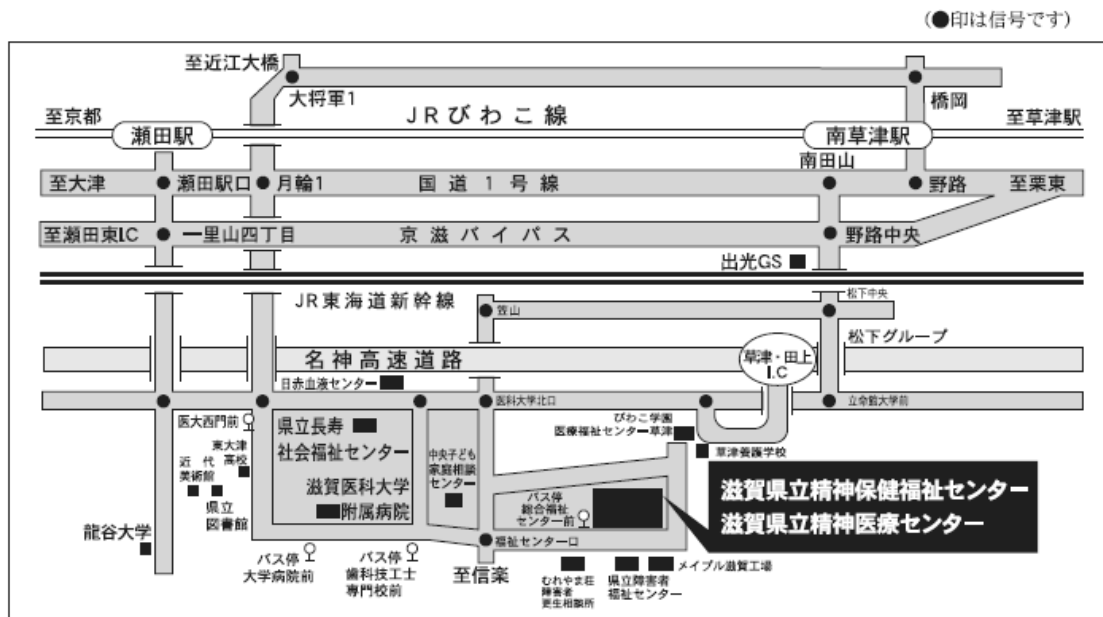 (●印は信号です)
至近江大橋
大将軍1
橋岡
至京都
JRびわこ線
至草津駅
瀬田駅
南草津駅
南田山
至大津
瀬田駅口
月輪1
国道1号線
野路
至栗東
至瀬田東I.C
一里山四丁目
京滋バイパス
野路中央
出光GS
JR東海道新幹線
松下中央
笠山
松下グループ
名神高速道路
草津・田上
I.C
日赤血液センター
医科大学北口
立命館大学前
びわこ学園
医療福祉センター草津
医大西門前
県立長寿
社会福祉センター
草津養護学校
東大津
高校
近代
美術館
中央子ども
家庭相談
センター
滋賀医科大学
附属病院
県立
図書館
バス停
総合福祉
センター前
滋賀県立精神保健福祉センター
滋賀県立精神医療センター
龍谷大学
福祉センター口
バス停
大学病院前
バス停
歯科技工士
専門校前
至信楽
むれやま荘
障害者
更生相談所
県立障害者
福祉センター
メイプル滋賀工場